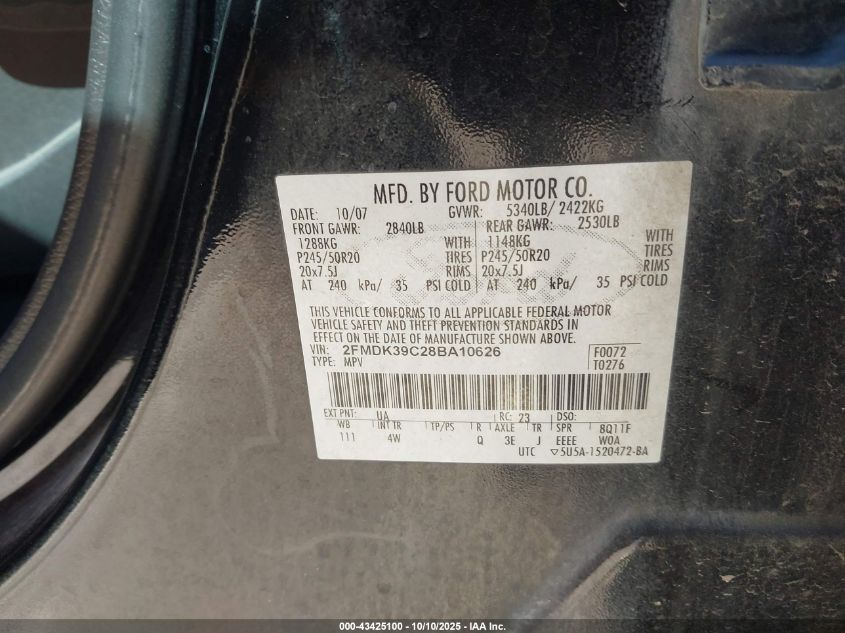 MFD. BY FORD MOTOR CO.
DATE: 10/07 GVWR: 5340LB/ 2422KG
FRONT GAWR: 2840LB REAR GAWR: 2530LB
1288KG WITH 1148KG WITH
P245/50R20 TIRES P245/50R20 TIRES
20x7.5J RIMS 20x7.5J RIMS
AT 240 kPa/ 35 PSI COLD AT 240 kPa/ 35 PSI COLD
THIS VEHICLE CONFORMS TO ALL APPLICABLE FEDERAL MOTOR
VEHICLE SAFETY AND THEFT PREVENTION STANDARDS IN
EFFECT ON THE DATE OF MANUFACTURE SHOWN ABOVE.
VIN: 2FMDK39C28BA10626 F0072
TYPE: MPV T0276
EXT PNT: UA RC: 23 DSO:
WB INT TR TP/PS R AXLE TR SPR 8Q11F
111 4W Q 3E J EEEE WOA
UTC ▽5U5A-1520472-BA
000-43425100 - 10/10/2025 - IAA Inc.